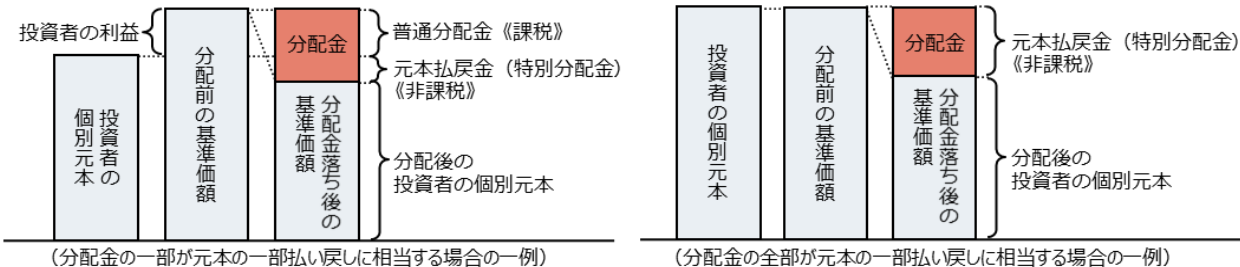 投資者の利益
投資者の
個別元本
分配前の基準価額
分配金
分配金落ち後の
基準価額
普通分配金《課税》
元本払戻金（特別分配金）
《非課税》
分配後の
投資者の個別元本
（分配金の一部が元本の一部払い戻しに相当する場合の一例）
投資者の個別元本
分配前の基準価額
分配金
分配金落ち後の
基準価額
元本払戻金（特別分配金）
《非課税》
分配後の
投資者の個別元本
（分配金の全部が元本の一部払い戻しに相当する場合の一例）